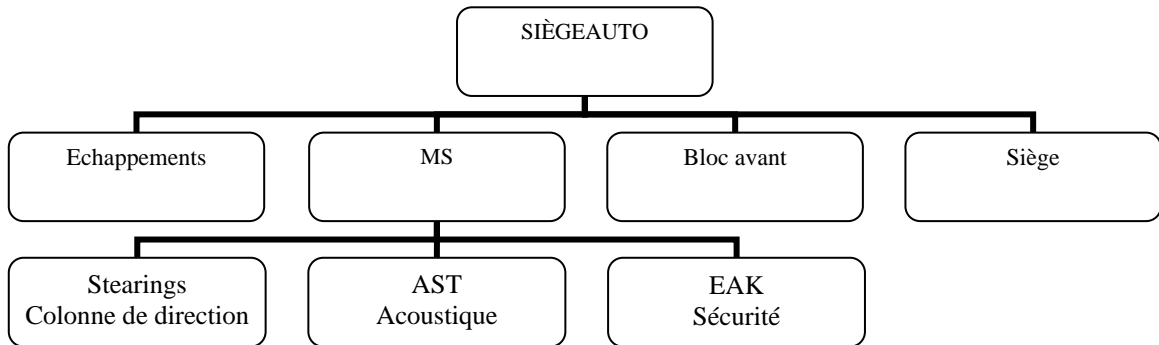 SIÈGEAUTO
Echappements
MS
Bloc avant
Siège
Stearings
Colonne de direction
AST
Acoustique
EAK
Sécurité